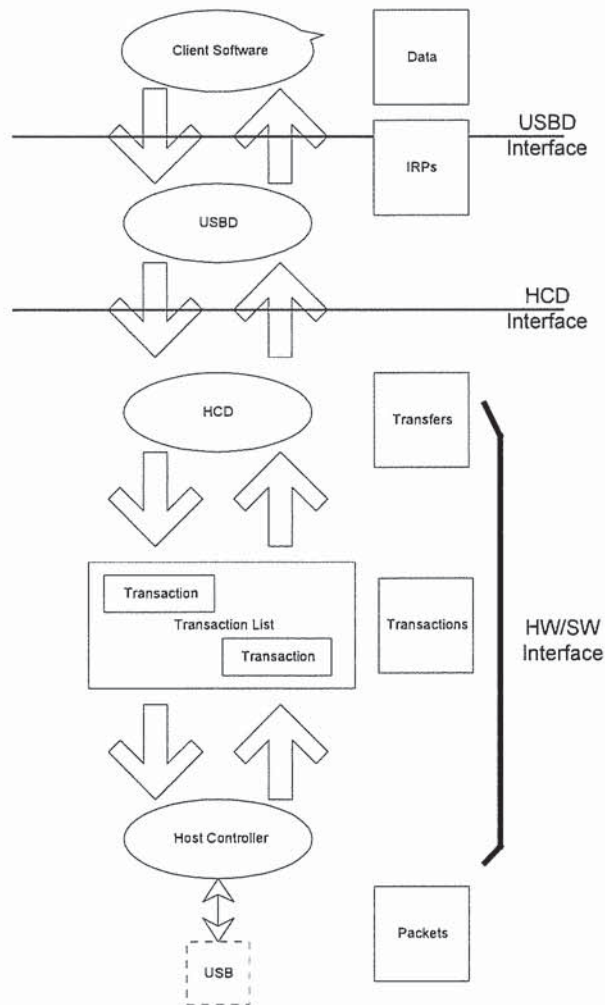 Client Software
Data
USBD
Interface
IRPs
USBD
HCD
Interface
HCD
Transfers
Transaction
Transaction List
Transaction
Transactions
HW/SW
Interface
Host Controller
Packets
USB